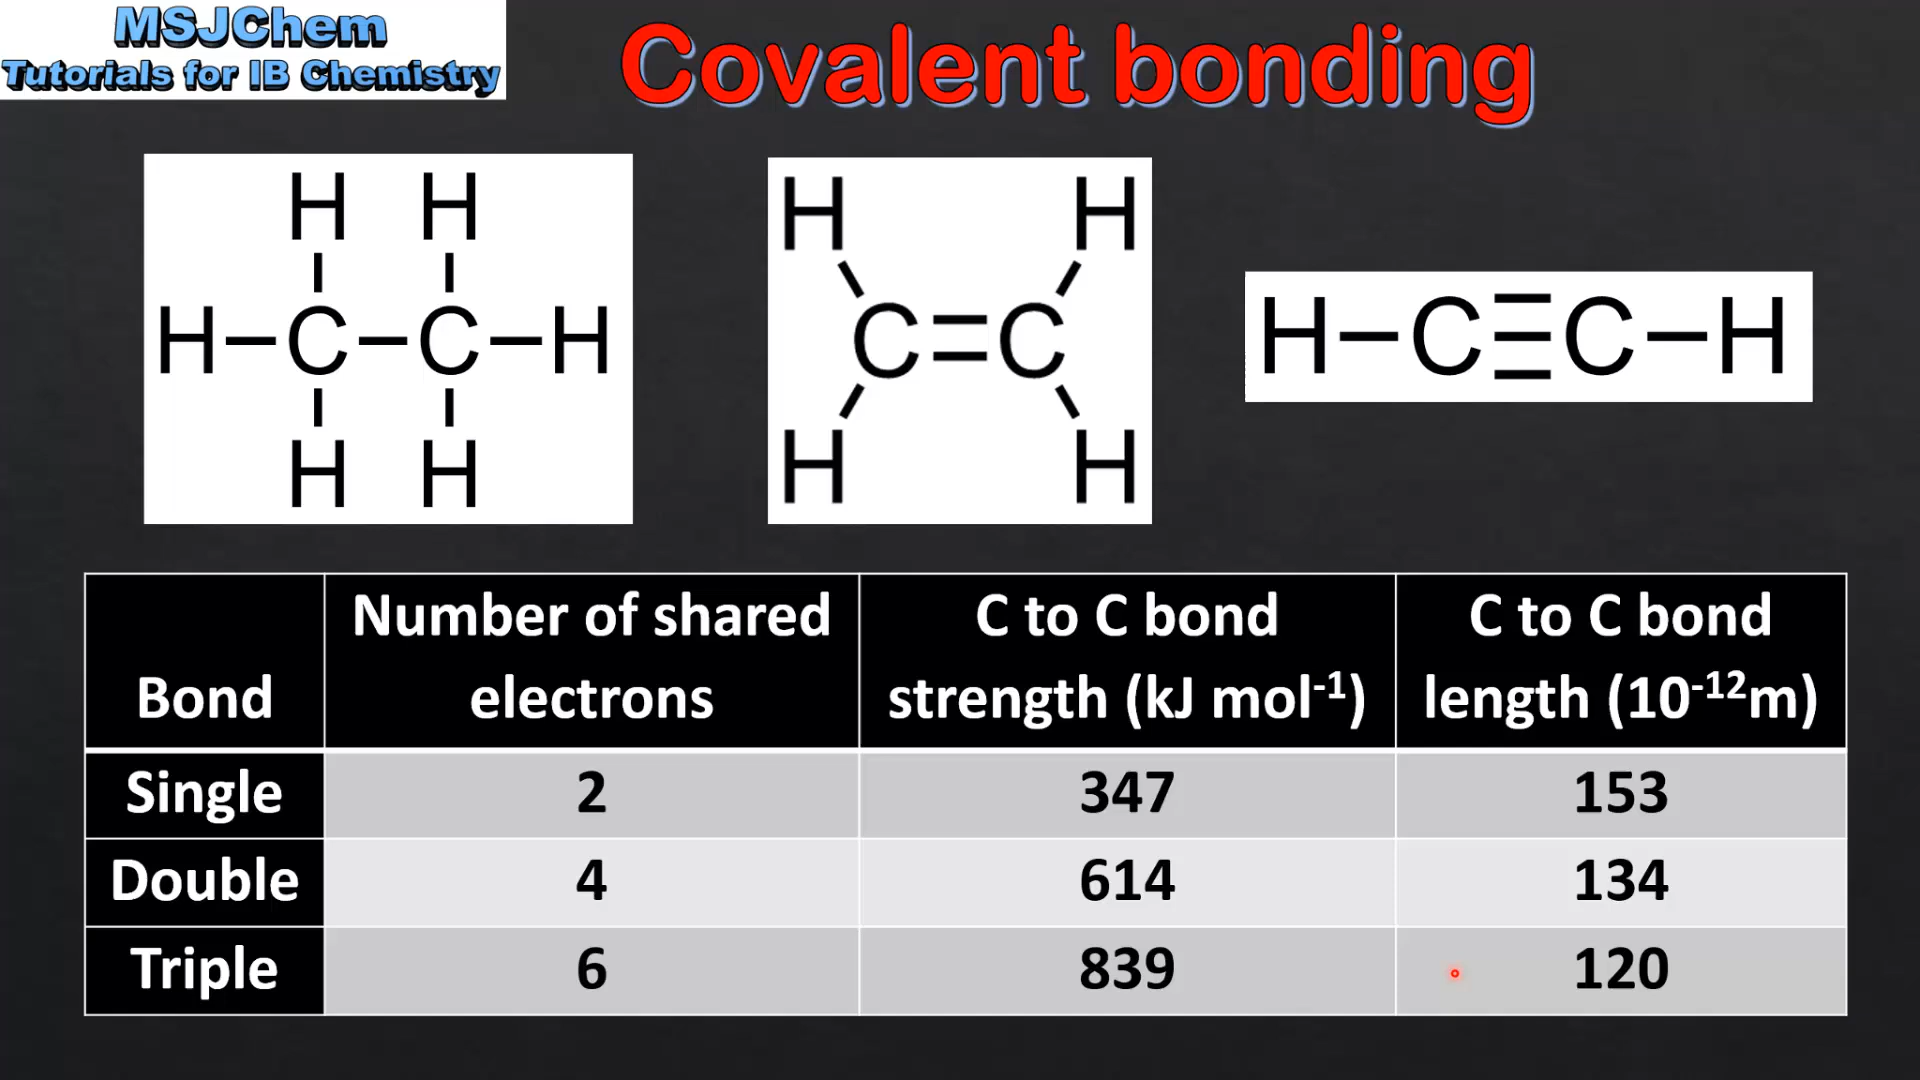 MSJChem
Tutorials for IB Chemistry
Covalent bonding
H H
H–C–C–H
H H
H H
C=C
H H
H–C≡C–H
Bond | Number of shared electrons | C to C bond strength (kJ mol⁻¹) | C to C bond length (10⁻¹²m)
Single 2 347 153
Double 4 614 134
Triple 6 839 120